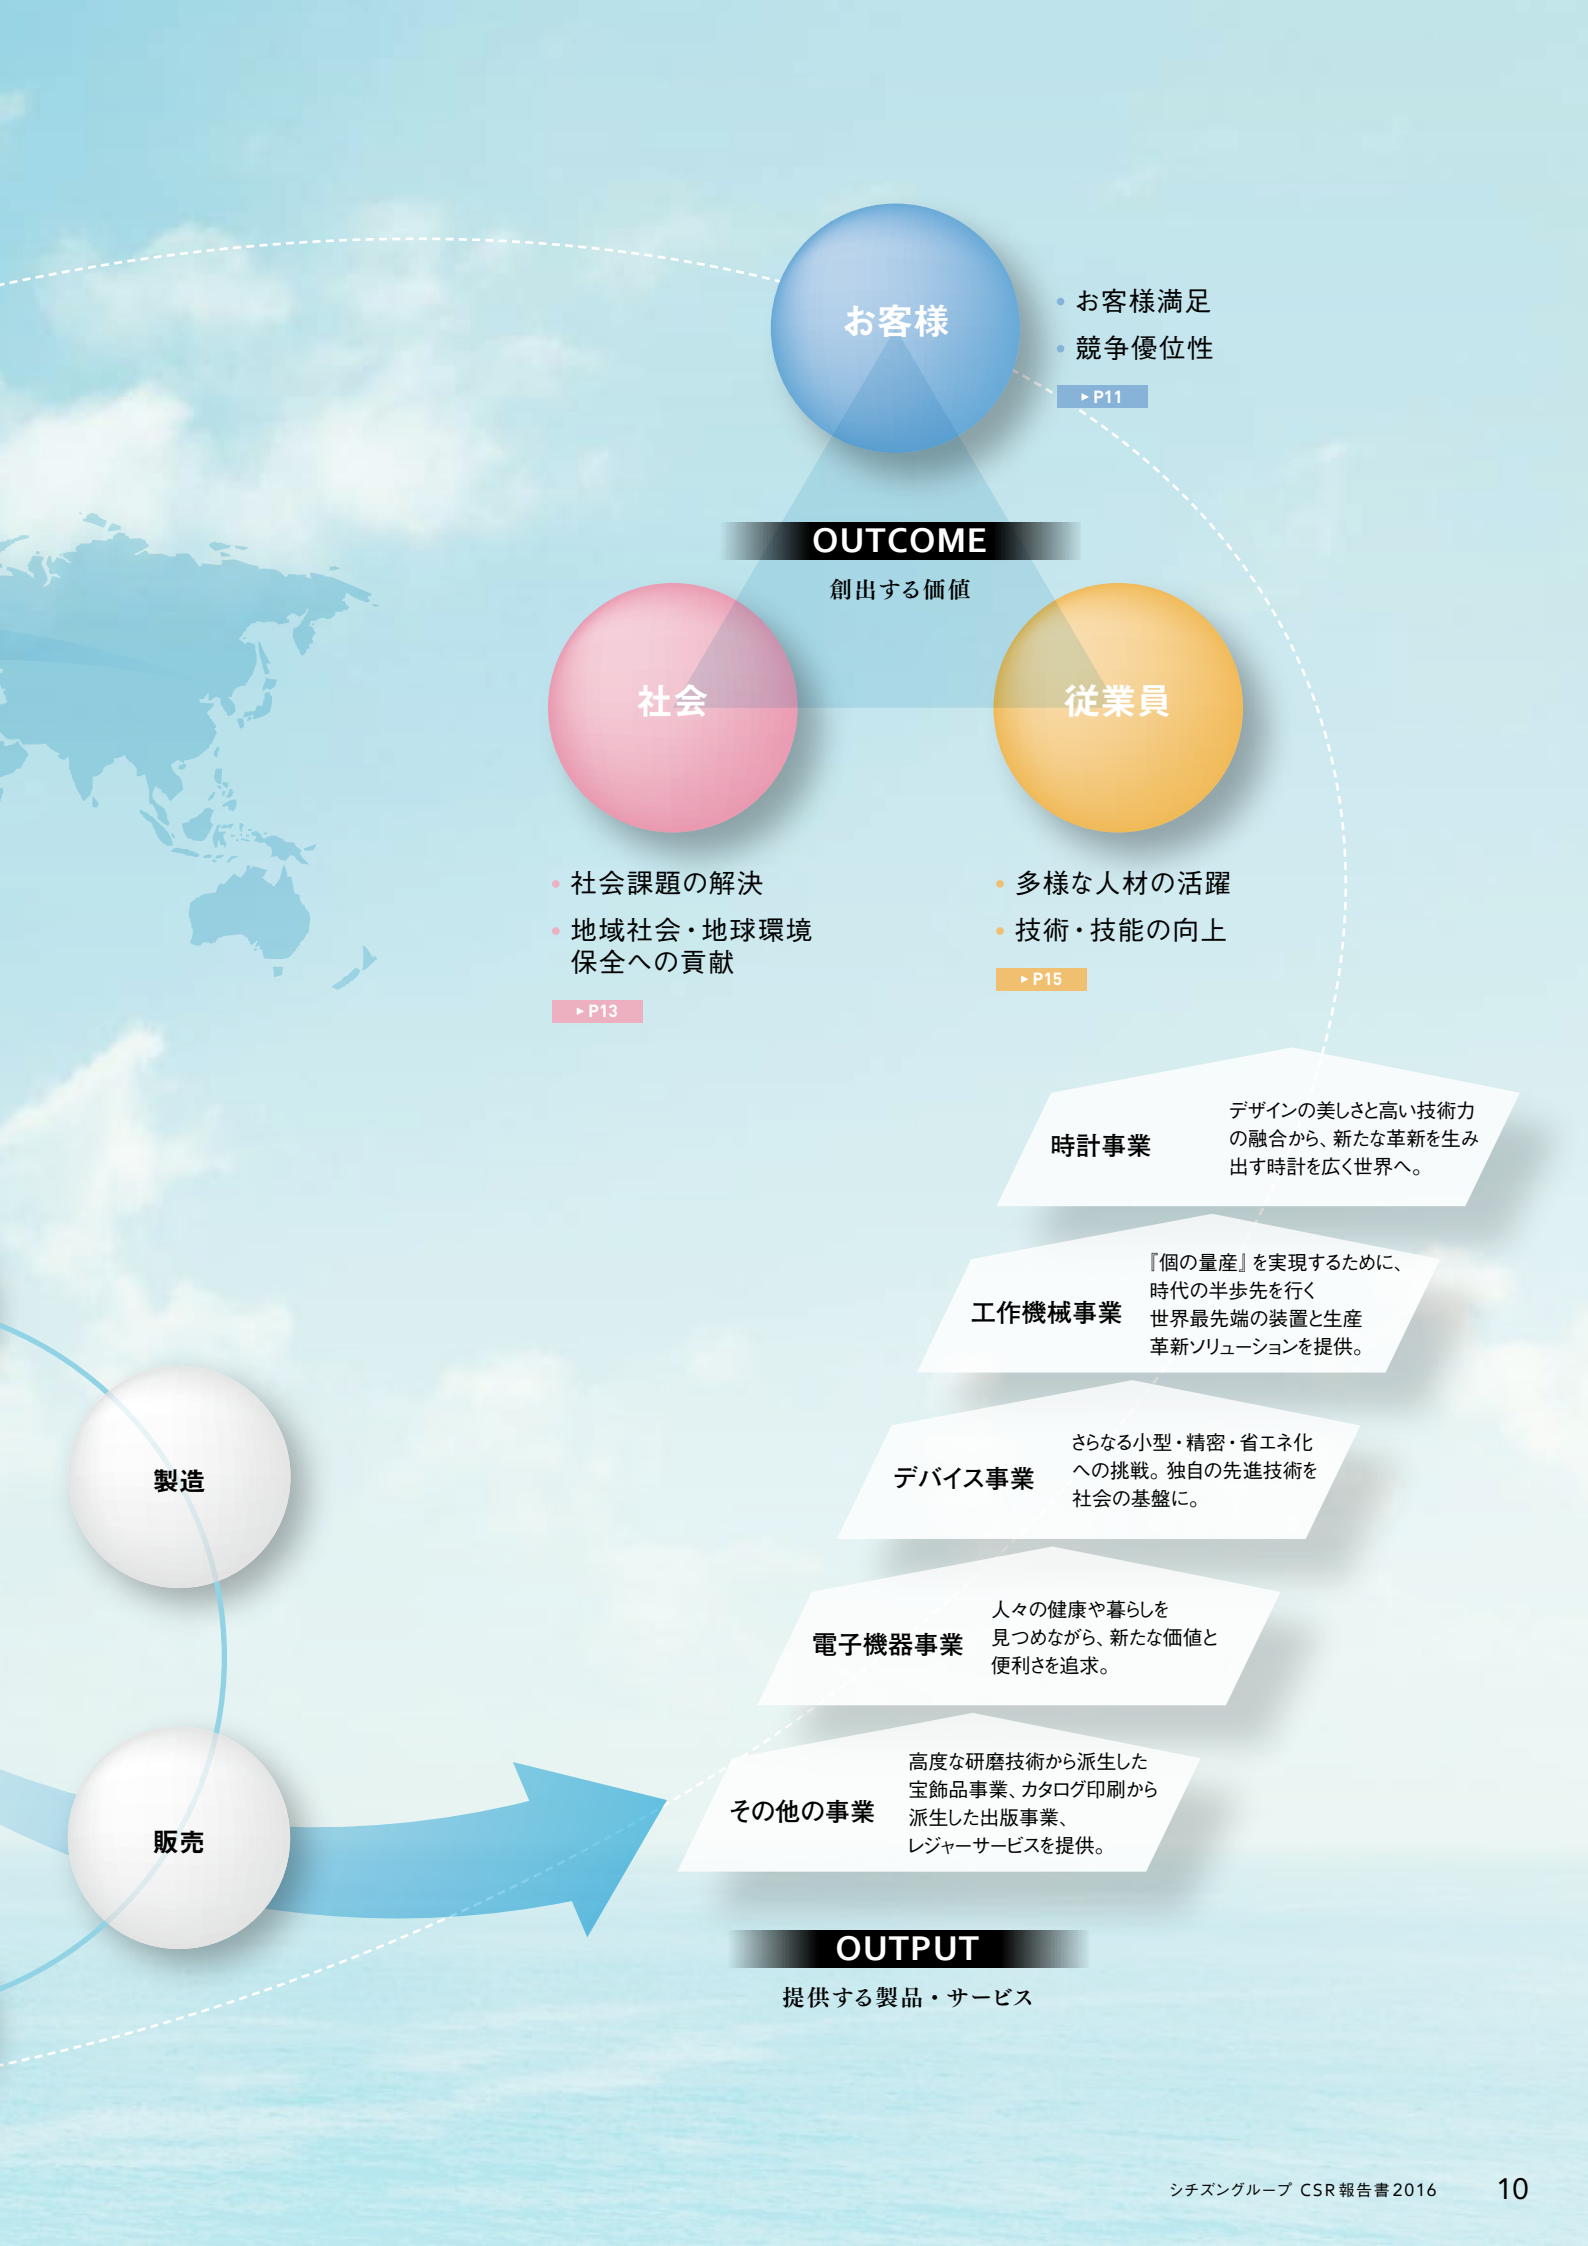 お客様
• お客様満足
• 競争優位性
▶ P11
OUTCOME
創出する価値
社会
従業員
• 社会課題の解決
• 地域社会・地球環境
保全への貢献
▶ P13
• 多様な人材の活躍
• 技術・技能の向上
▶ P15
時計事業
デザインの美しさと高い技術力
の融合から、新たな革新を生み
出す時計を広く世界へ。
工作機械事業
『個の量産』を実現するために、
時代の半歩先を行く
世界最先端の装置と生産
革新ソリューションを提供。
デバイス事業
さらなる小型・精密・省エネ化
への挑戦。独自の先進技術を
社会の基盤に。
電子機器事業
人々の健康や暮らしを
見つめながら、新たな価値と
便利さを追求。
その他の事業
高度な研磨技術から派生した
宝飾品事業、カタログ印刷から
派生した出版事業、
レジャーサービスを提供。
製造
販売
OUTPUT
提供する製品・サービス
シチズングループ CSR報告書2016
10